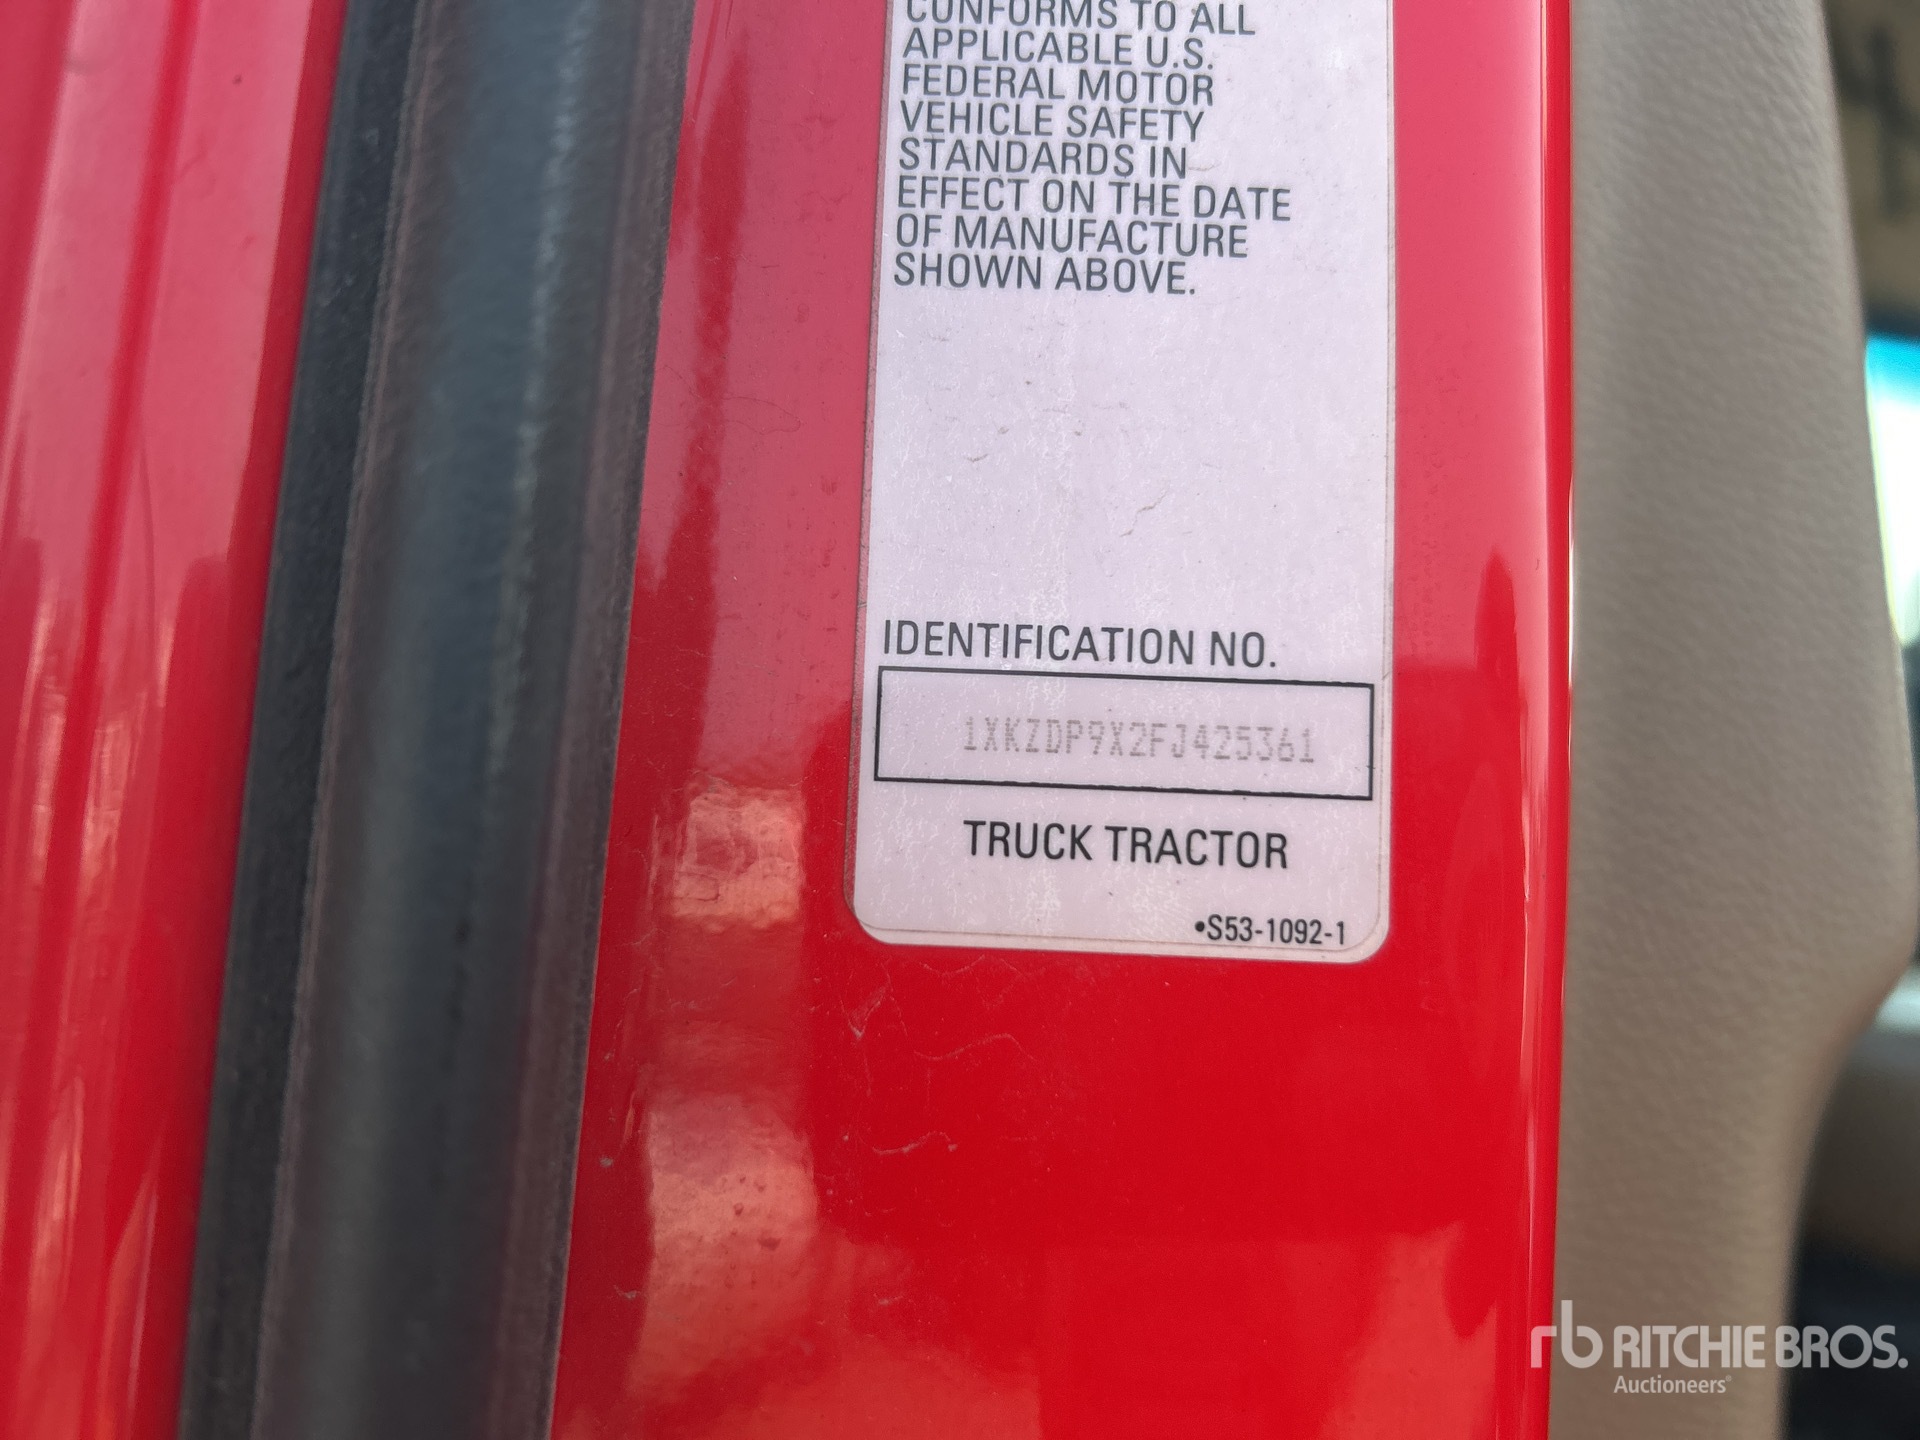 CONFORMS TO ALL
APPLICABLE U.S.
FEDERAL MOTOR
VEHICLE SAFETY
STANDARDS IN
EFFECT ON THE DATE
OF MANUFACTURE
SHOWN ABOVE.
IDENTIFICATION NO.
1XKZDP9X2FJ425361
TRUCK TRACTOR
•S53-1092-1
rb RITCHIE BROS.
Auctioneers